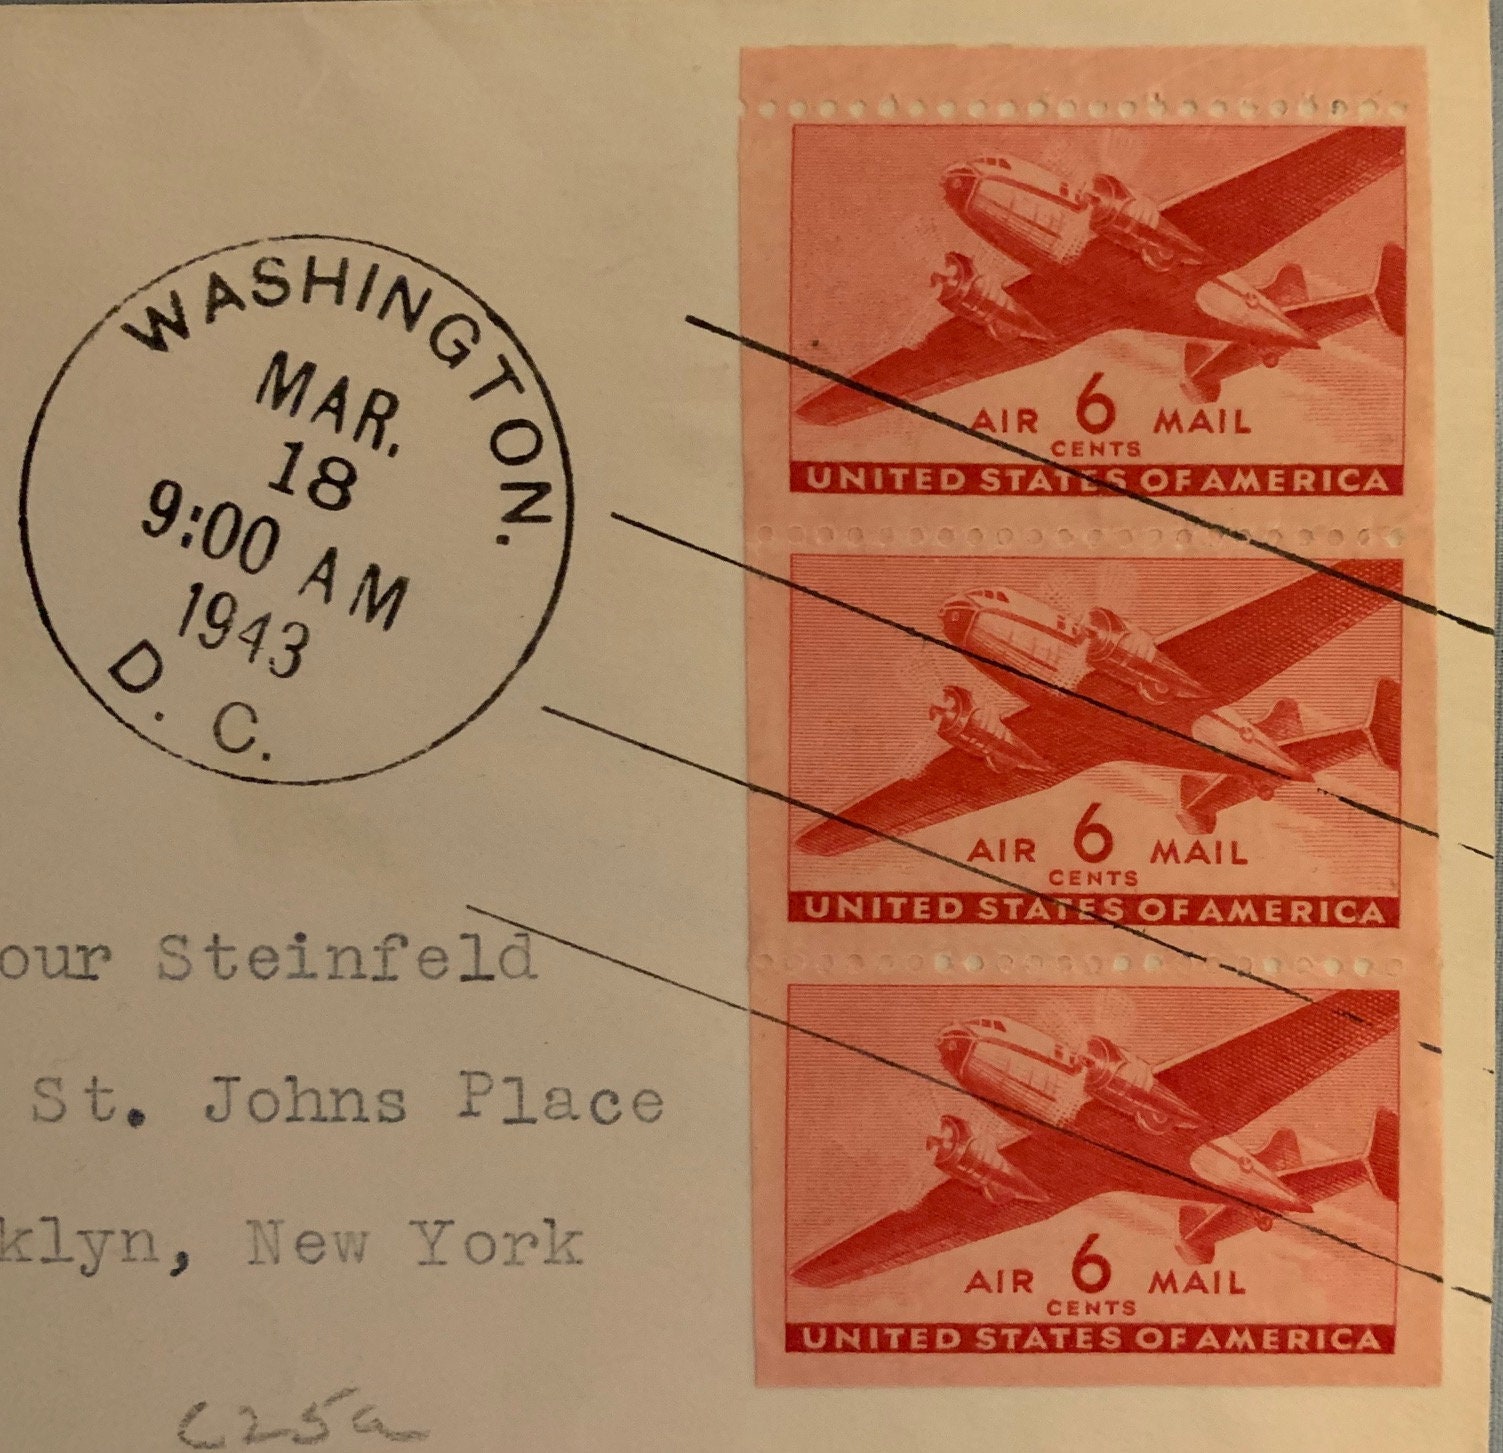 WASHINGTON.
MAR.
18
9:00 AM
1943
D. C.
AIR 6 MAIL
CENTS
UNITED STATES OF AMERICA
AIR 6 MAIL
CENTS
UNITED STATES OF AMERICA
AIR 6 MAIL
CENTS
UNITED STATES OF AMERICA
our Steinfeld
St. Johns Place
klyn, New York
C25a